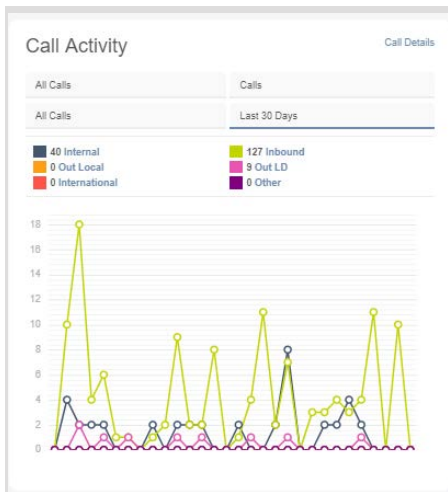 Call Activity
Call Details
All Calls
Calls
All Calls
Last 30 Days
40 Internal
127 Inbound
0 Out Local
9 Out LD
0 International
0 Other
18
16
14
12
10
8
6
4
2
0